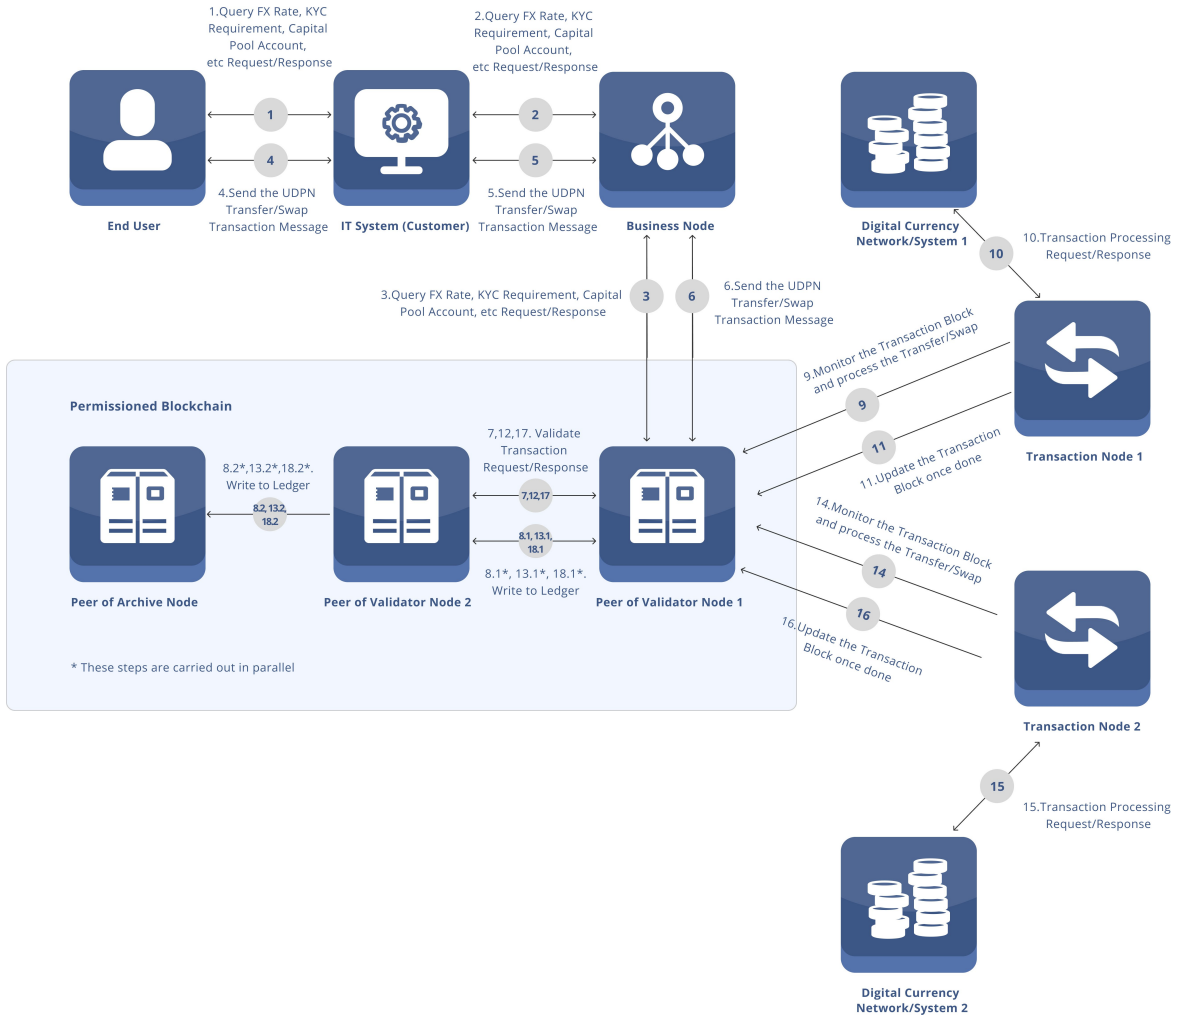 1.Query FX Rate, KYC
Requirement, Capital
Pool Account,
etc Request/Response
2.Query FX Rate, KYC
Requirement, Capital
Pool Account,
etc Request/Response
1
2
4
5
4.Send the UDPN
Transfer/Swap
Transaction Message
5.Send the UDPN
Transfer/Swap
Transaction Message
End User
IT System (Customer)
Business Node
Digital Currency
Network/System 1
10
10.Transaction Processing
Request/Response
3.Query FX Rate, KYC Requirement, Capital
Pool Account, etc Request/Response
3
6
6.Send the UDPN
Transfer/Swap
Transaction Message
9.Monitor the Transaction Block
and process the Transfer/Swap
9
11
11.Update the Transaction
Block once done
Transaction Node 1
Permissioned Blockchain
8.2*,13.2*,18.2*.
Write to Ledger
8.2, 13.2,
18.2
7,12,17. Validate
Transaction
Request/Response
7,12,17
8.1, 13.1,
18.1
8.1*, 13.1*, 18.1*.
Write to Ledger
Peer of Archive Node
Peer of Validator Node 2
Peer of Validator Node 1
14.Monitor the Transaction Block
and process the Transfer/Swap
14
16
16.Update the Transaction
Block once done
* These steps are carried out in parallel
Transaction Node 2
15
15.Transaction Processing
Request/Response
Digital Currency
Network/System 2